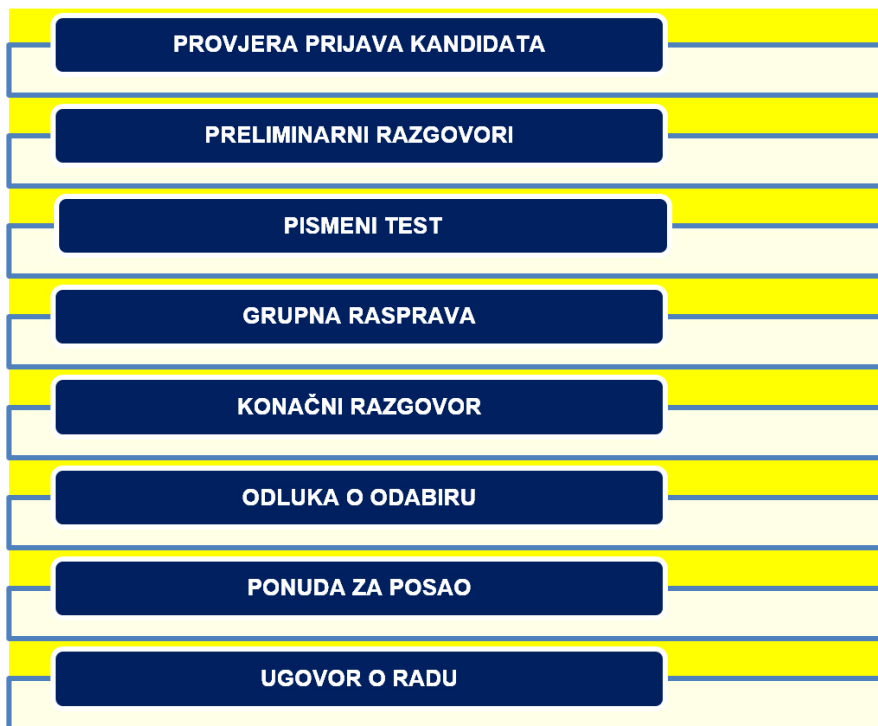 PROVJERA PRIJAVA KANDIDATA
PRELIMINARNI RAZGOVORI
PISMENI TEST
GRUPNA RASPRAVA
KONAČNI RAZGOVOR
ODLUKA O ODABIRU
PONUDA ZA POSAO
UGOVOR O RADU